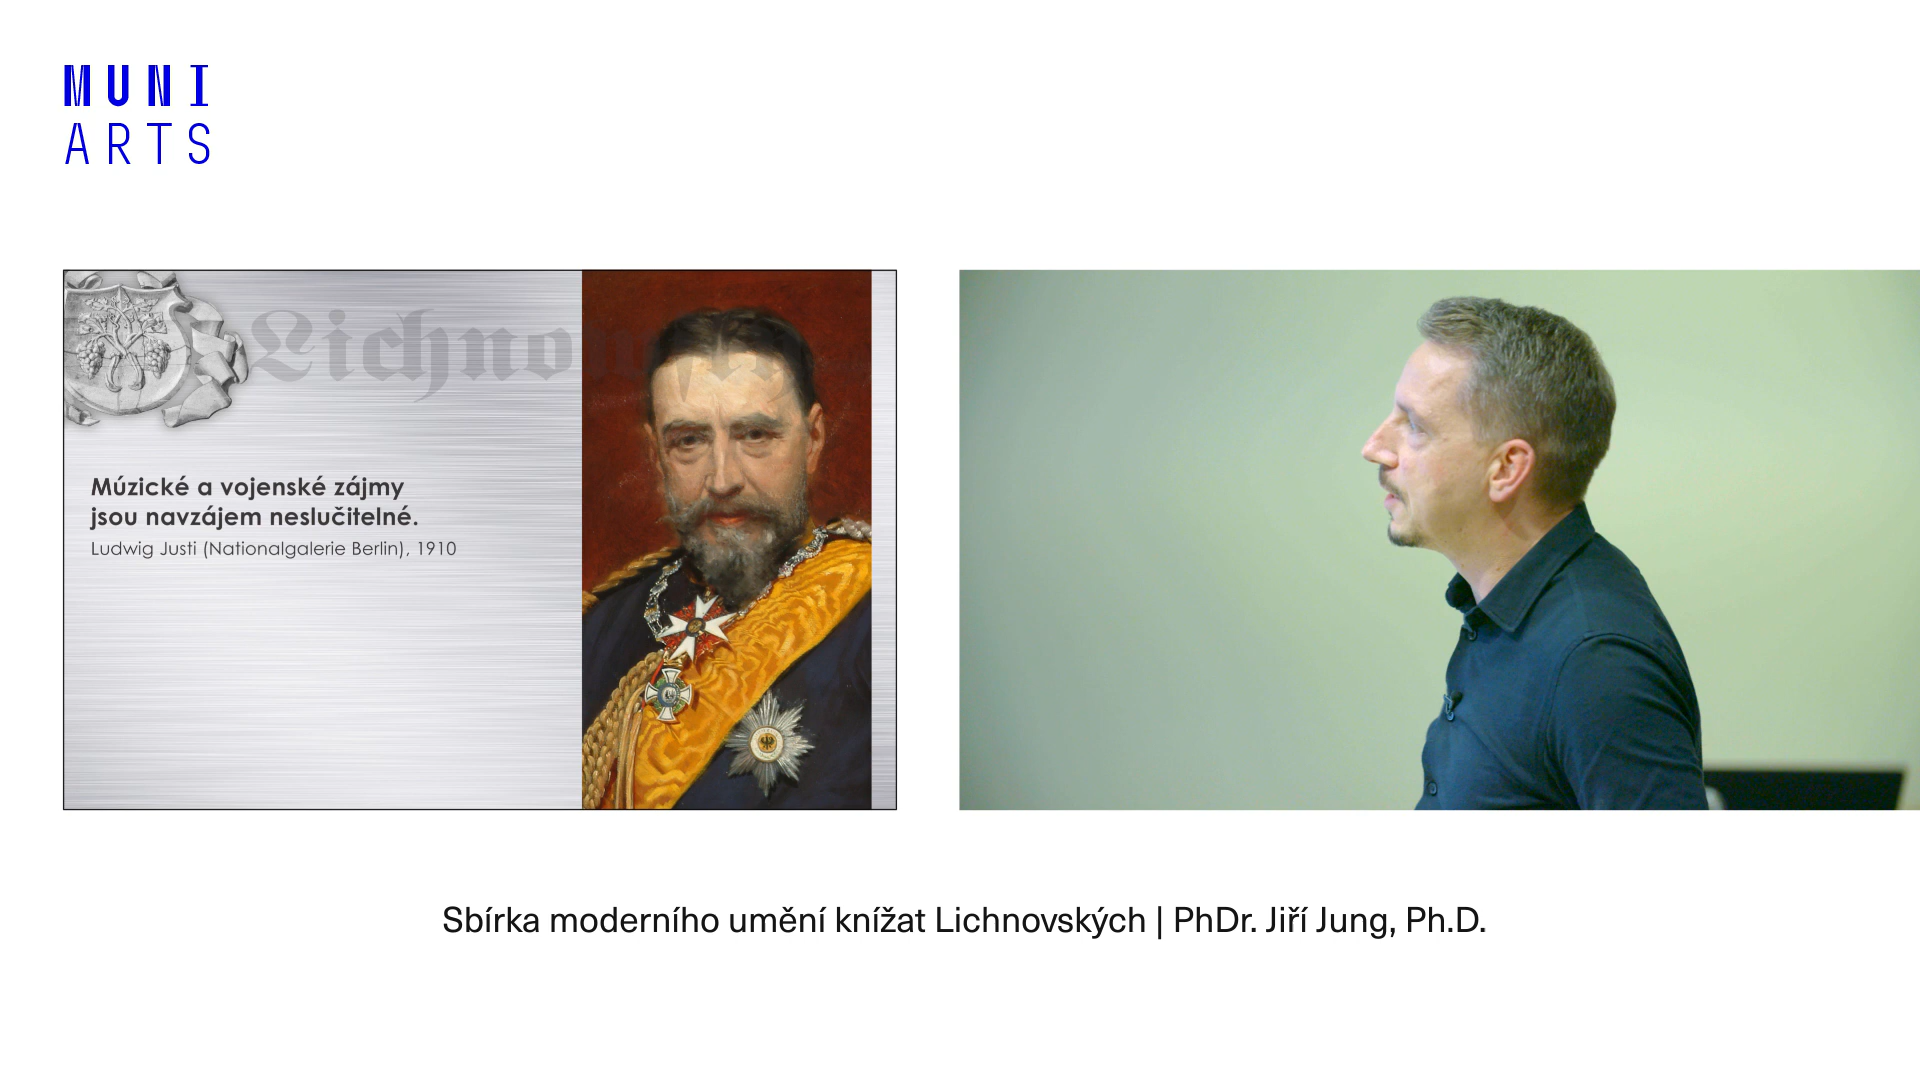 MUNI
ARTS
Múzické a vojenské zájmy
jsou navzájem neslučitelné.
Ludwig Justi (Nationalgalerie Berlin), 1910
Sbírka moderního umění knížat Lichnovských | PhDr. Jiří Jung, Ph.D.